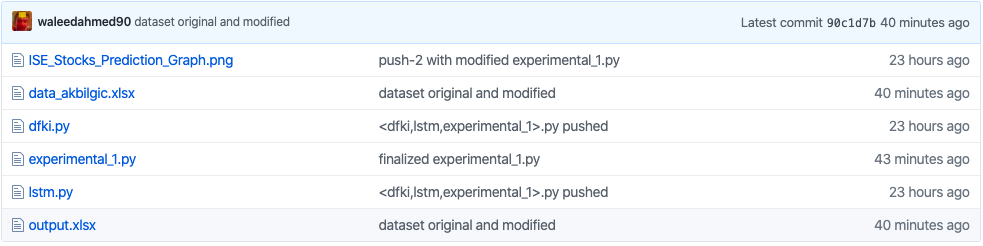 waleedahmed90 dataset original and modified Latest commit 90c1d7b 40 minutes ago
ISE_Stocks_Prediction_Graph.png push-2 with modified experimental_1.py 23 hours ago
data_akbilgic.xlsx dataset original and modified 40 minutes ago
dfki.py <dfki,lstm,experimental_1>.py pushed 23 hours ago
experimental_1.py finalized experimental_1.py 43 minutes ago
lstm.py <dfki,lstm,experimental_1>.py pushed 23 hours ago
output.xlsx dataset original and modified 40 minutes ago